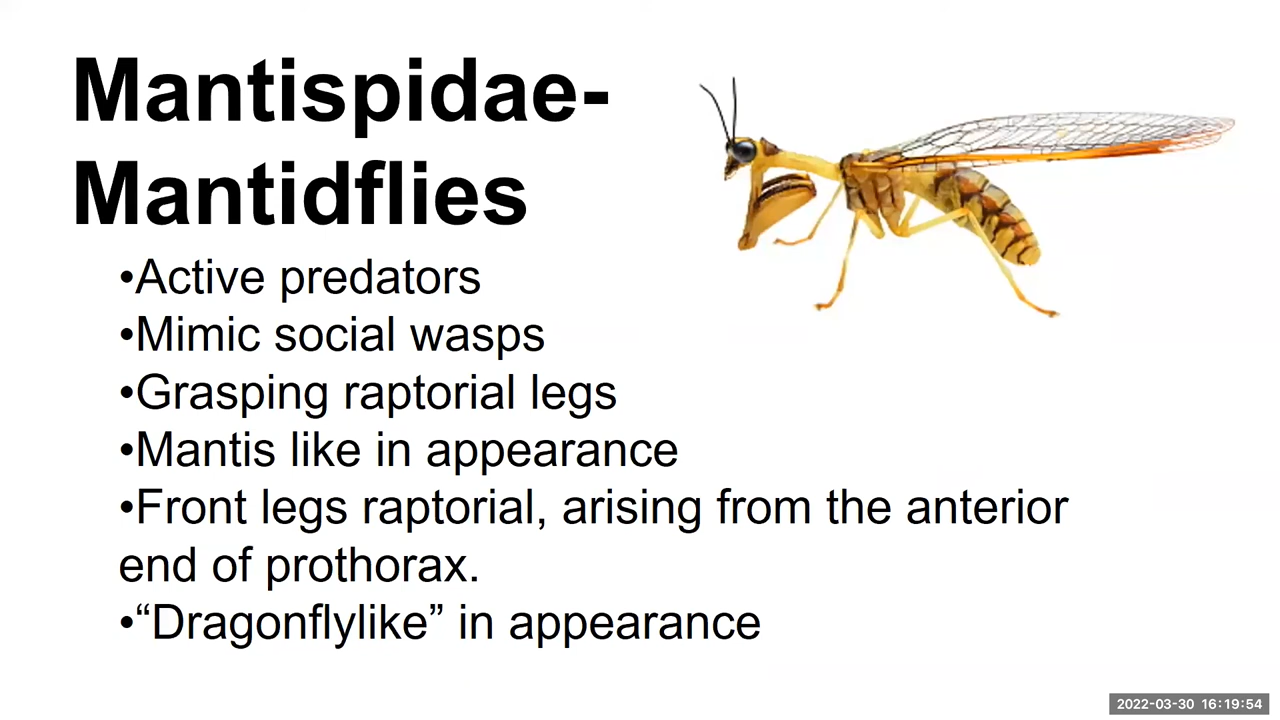 Mantispidae-
Mantidflies
•Active predators
•Mimic social wasps
•Grasping raptorial legs
•Mantis like in appearance
•Front legs raptorial, arising from the anterior
end of prothorax.
•“Dragonflylike” in appearance
2022-03-30 16:19:54